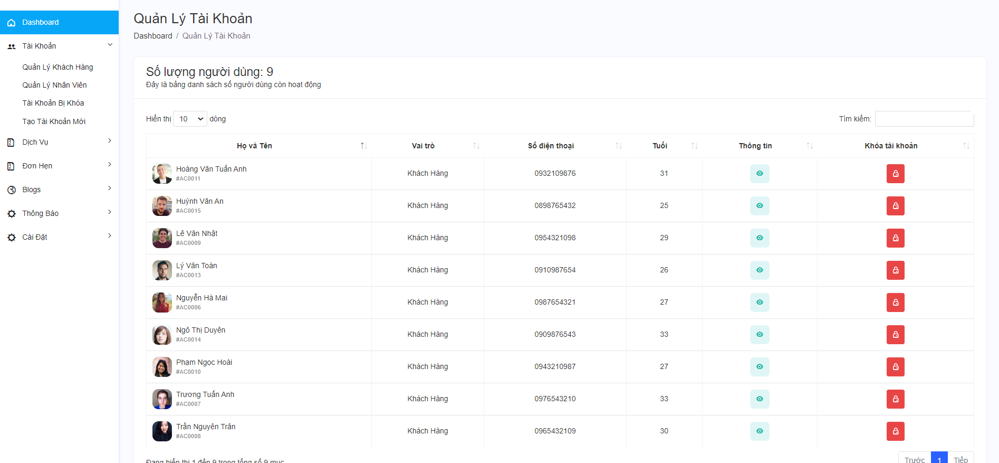 Dashboard
Tài Khoản
Quản Lý Khách Hàng
Quản Lý Nhân Viên
Tài Khoản Bị Khóa
Tạo Tài Khoản Mới
Dịch Vụ
Đơn Hẹn
Blogs
Thông Báo
Cài Đặt
Quản Lý Tài Khoản
Dashboard / Quản Lý Tài Khoản
Số lượng người dùng: 9
Đây là bảng danh sách số người dùng còn hoạt động
Hiển thị 10 dòng
Tìm kiếm:
Họ và Tên Vai trò Số điện thoại Tuổi Thông tin Khóa tài khoản
Hoàng Văn Tuấn Anh Khách Hàng 0932109876 31
#AC0011
Huỳnh Văn An Khách Hàng 0898765432 25
#AC0015
Lê Văn Nhật Khách Hàng 0954321098 29
#AC0009
Lý Văn Toàn Khách Hàng 0910987654 26
#AC0013
Nguyễn Hà Mai Khách Hàng 0987654321 27
#AC0006
Ngô Thị Duyên Khách Hàng 0909876543 33
#AC0014
Phạm Ngọc Hoài Khách Hàng 0943210987 27
#AC0010
Trương Tuấn Anh Khách Hàng 0976543210 33
#AC0007
Trần Nguyên Trân Khách Hàng 0965432109 30
#AC0008
Đang hiển thị 1 đến 9 trong tổng số 9 mục
Trước 1 Tiếp